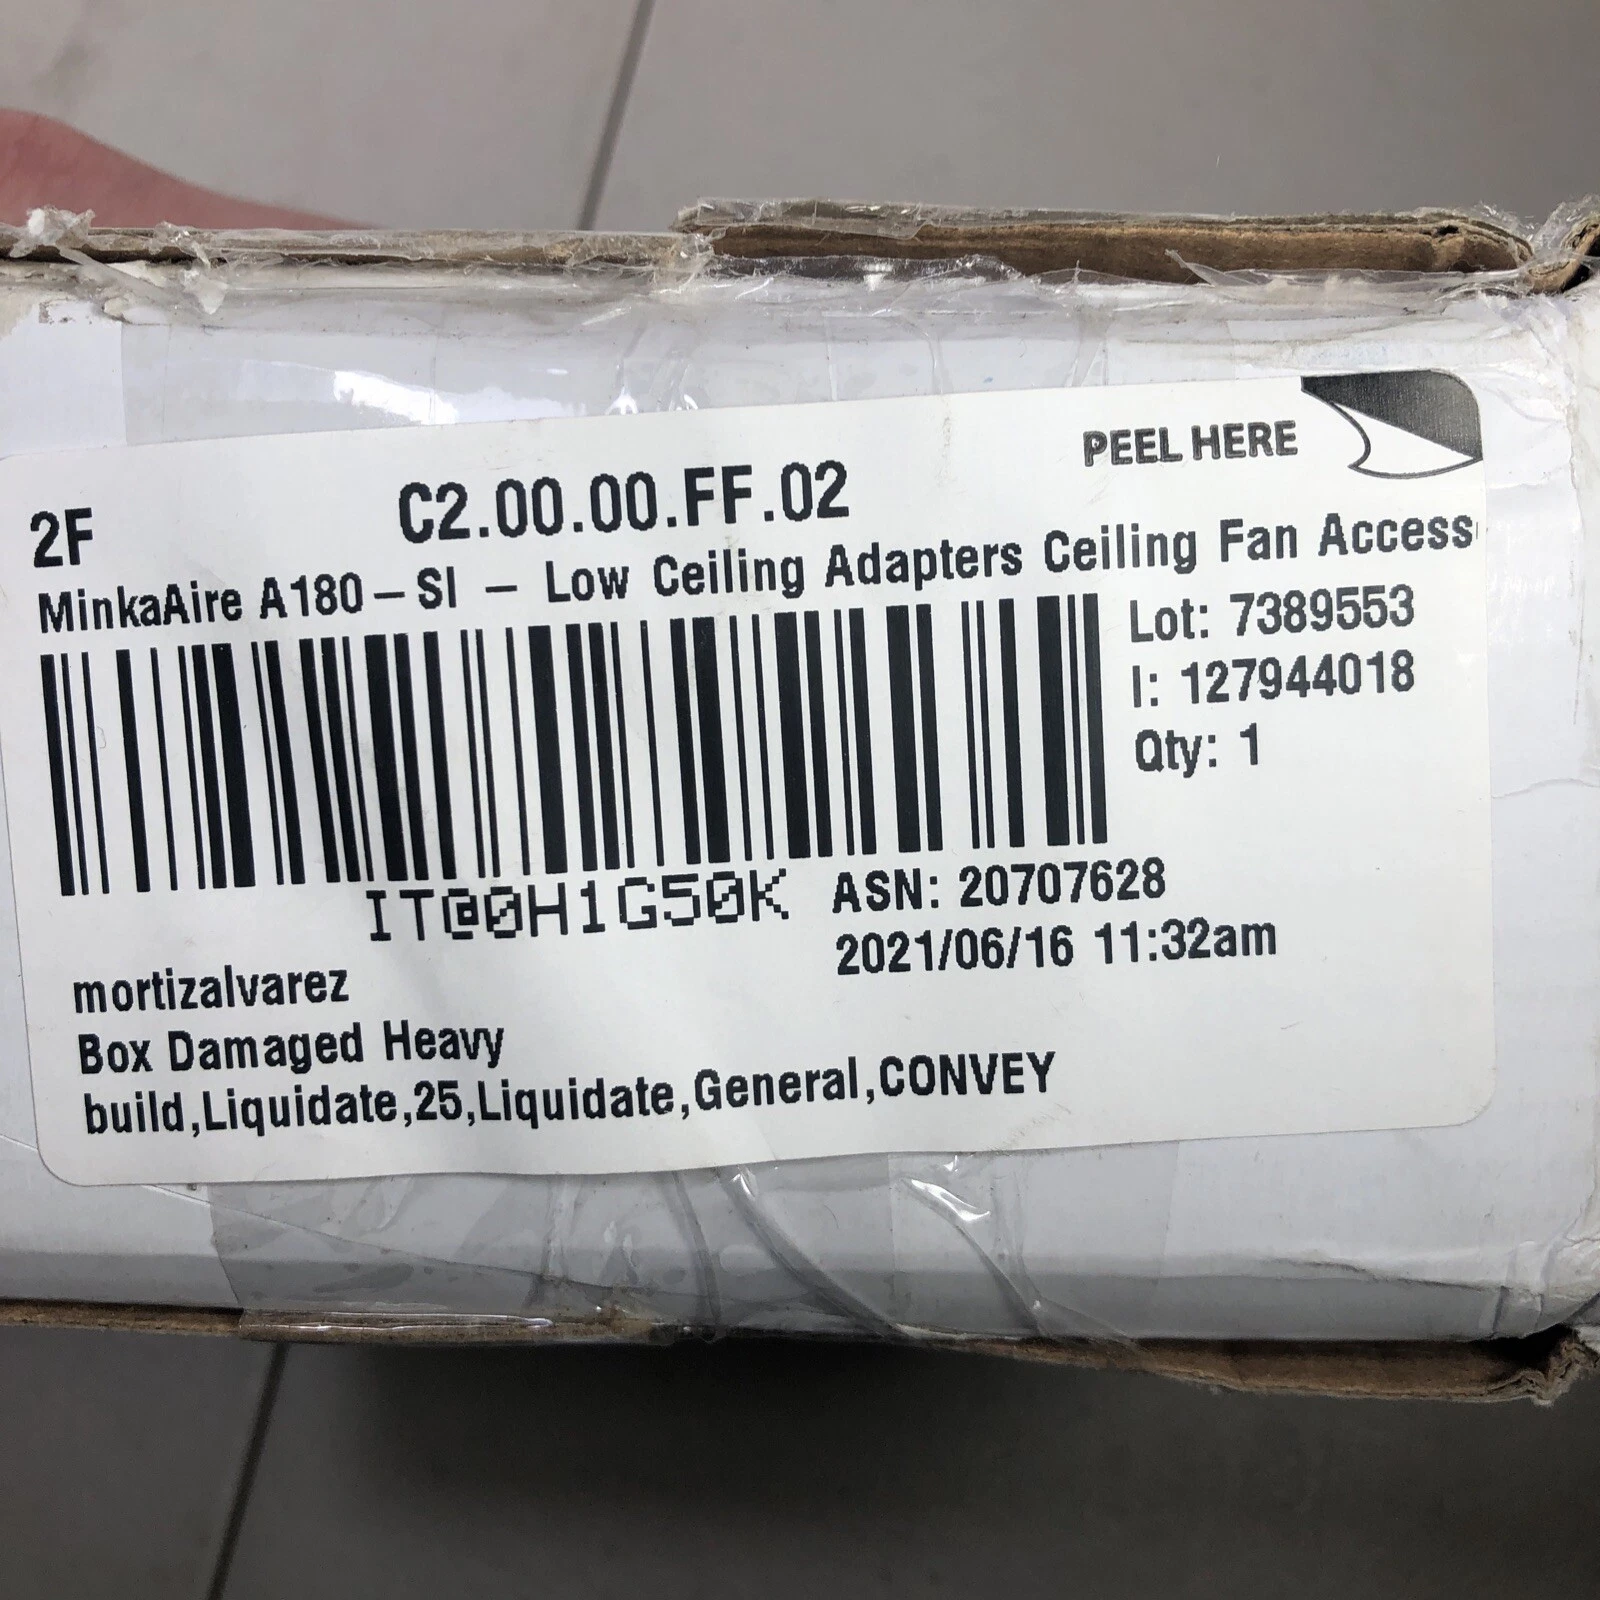 PEEL HERE
2F C2.00.00.FF.02
MinkaAire A180-SI - Low Ceiling Adapters Ceiling Fan Access
Lot: 7389553
I: 127944018
Qty: 1
IT@0H1G50K
ASN: 20707628
2021/06/16 11:32am
mortizalvarez
Box Damaged Heavy
build,Liquidate,25,Liquidate,General,CONVEY